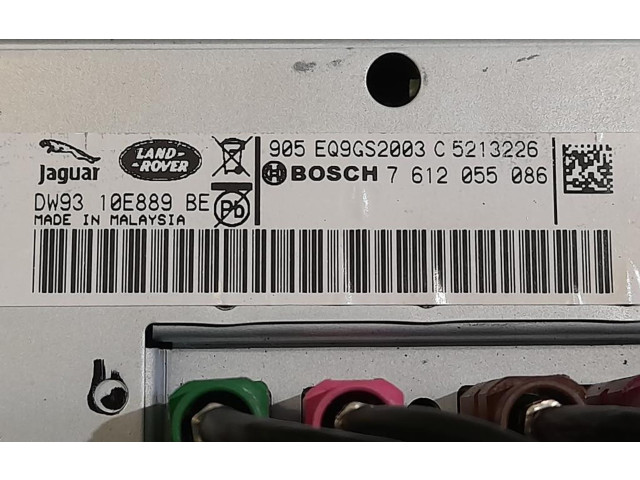 Jaguar
LAND-
ROVER
905 EQ9GS2003 C 5213226
BOSCH 7 612 055 086
DW93 10E889 BE
Pb
MADE IN MALAYSIA